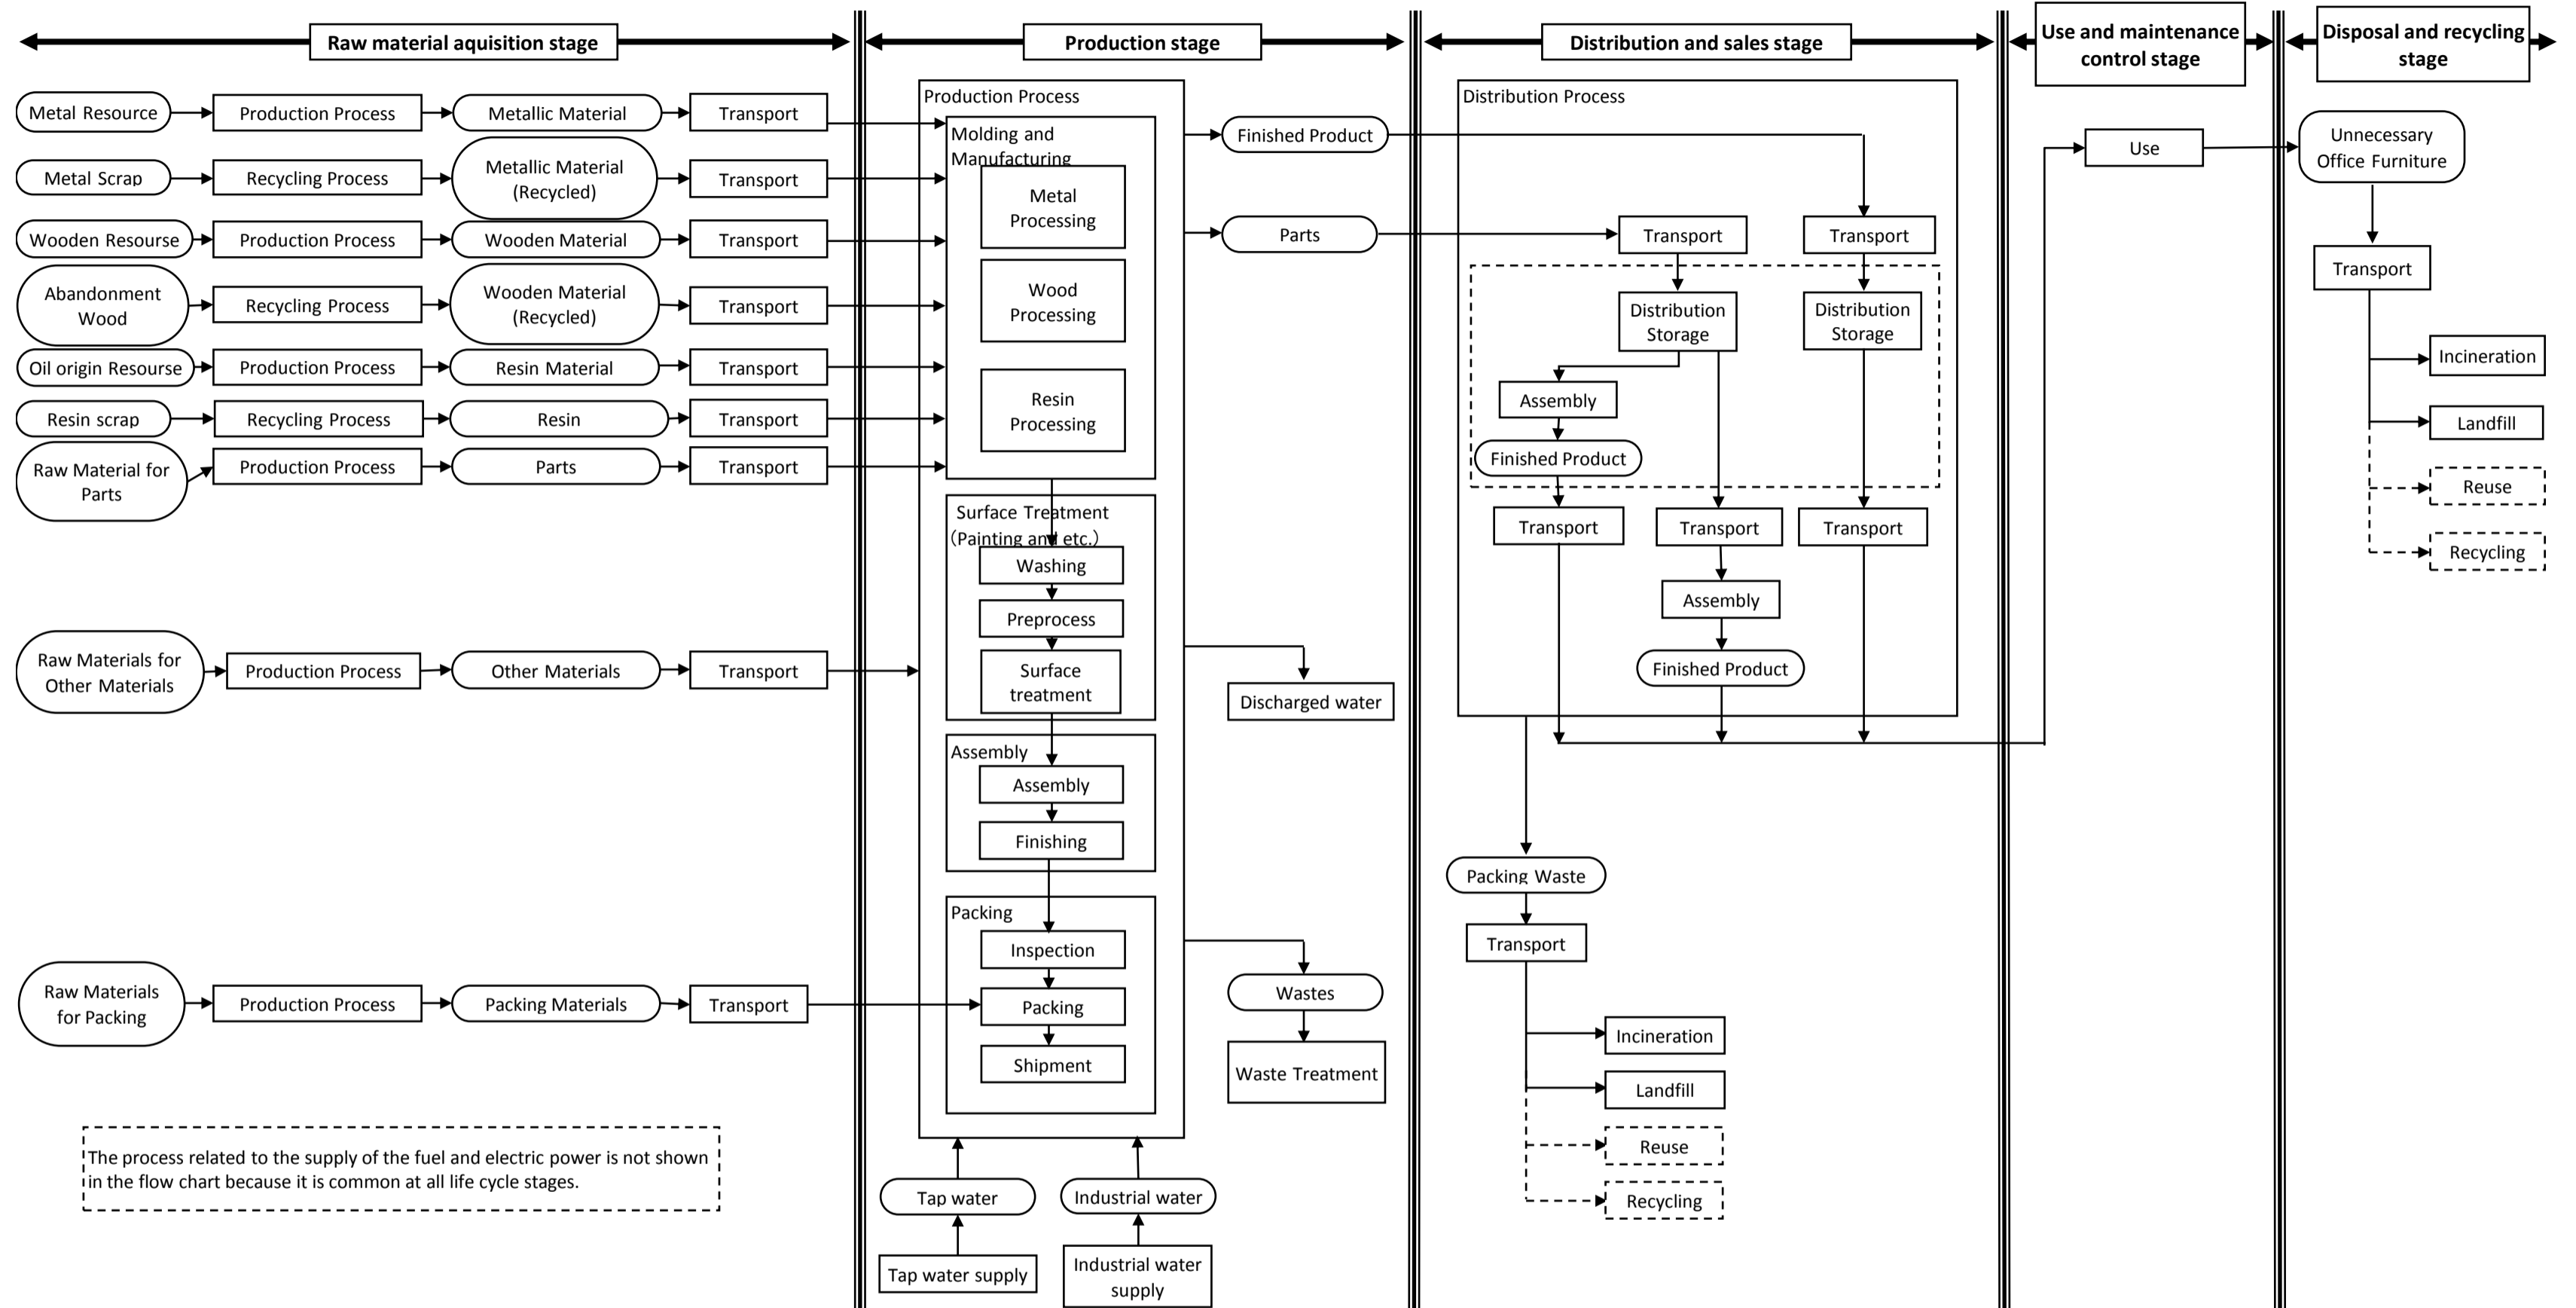 Raw material aquisition stage
Production stage
Distribution and sales stage
Use and maintenance
control stage
Disposal and recycling
stage
Metal Resource
Production Process
Metallic Material
Transport
Metal Scrap
Recycling Process
Metallic Material
(Recycled)
Transport
Wooden Resourse
Production Process
Wooden Material
Transport
Abandonment
Wood
Recycling Process
Wooden Material
(Recycled)
Transport
Oil origin Resourse
Production Process
Resin Material
Transport
Resin scrap
Recycling Process
Resin
Transport
Raw Material for
Parts
Production Process
Parts
Transport
Raw Materials for
Other Materials
Production Process
Other Materials
Transport
Raw Materials
for Packing
Production Process
Packing Materials
Transport
The process related to the supply of the fuel and electric power is not shown
in the flow chart because it is common at all life cycle stages.
Production Process
Molding and
Manufacturing
Metal
Processing
Wood
Processing
Resin
Processing
Surface Treatment
(Painting and etc.)
Washing
Preprocess
Surface
treatment
Assembly
Assembly
Finishing
Packing
Inspection
Packing
Shipment
Tap water
Tap water supply
Industrial water
Industrial water
supply
Finished Product
Parts
Discharged water
Wastes
Waste Treatment
Distribution Process
Transport
Transport
Distribution
Storage
Distribution
Storage
Assembly
Finished Product
Transport
Transport
Transport
Assembly
Finished Product
Packing Waste
Transport
Incineration
Landfill
Reuse
Recycling
Use
Unnecessary
Office Furniture
Transport
Incineration
Landfill
Reuse
Recycling